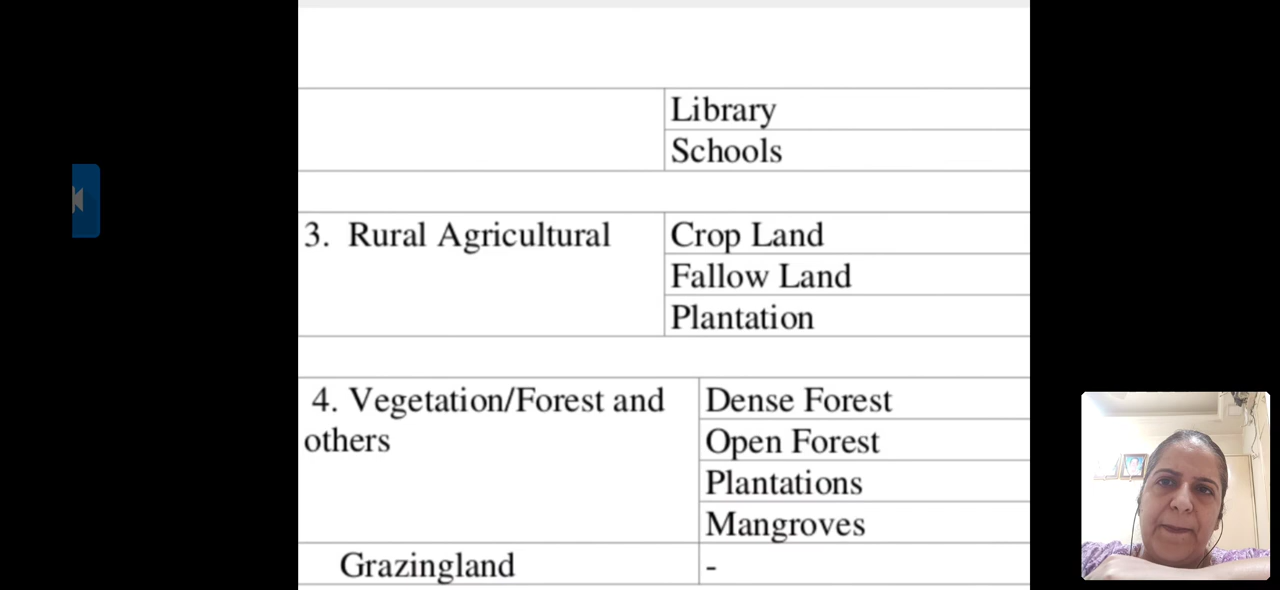 Library
Schools
3. Rural Agricultural
Crop Land
Fallow Land
Plantation
4. Vegetation/Forest and
others
Dense Forest
Open Forest
Plantations
Mangroves
Grazingland
-